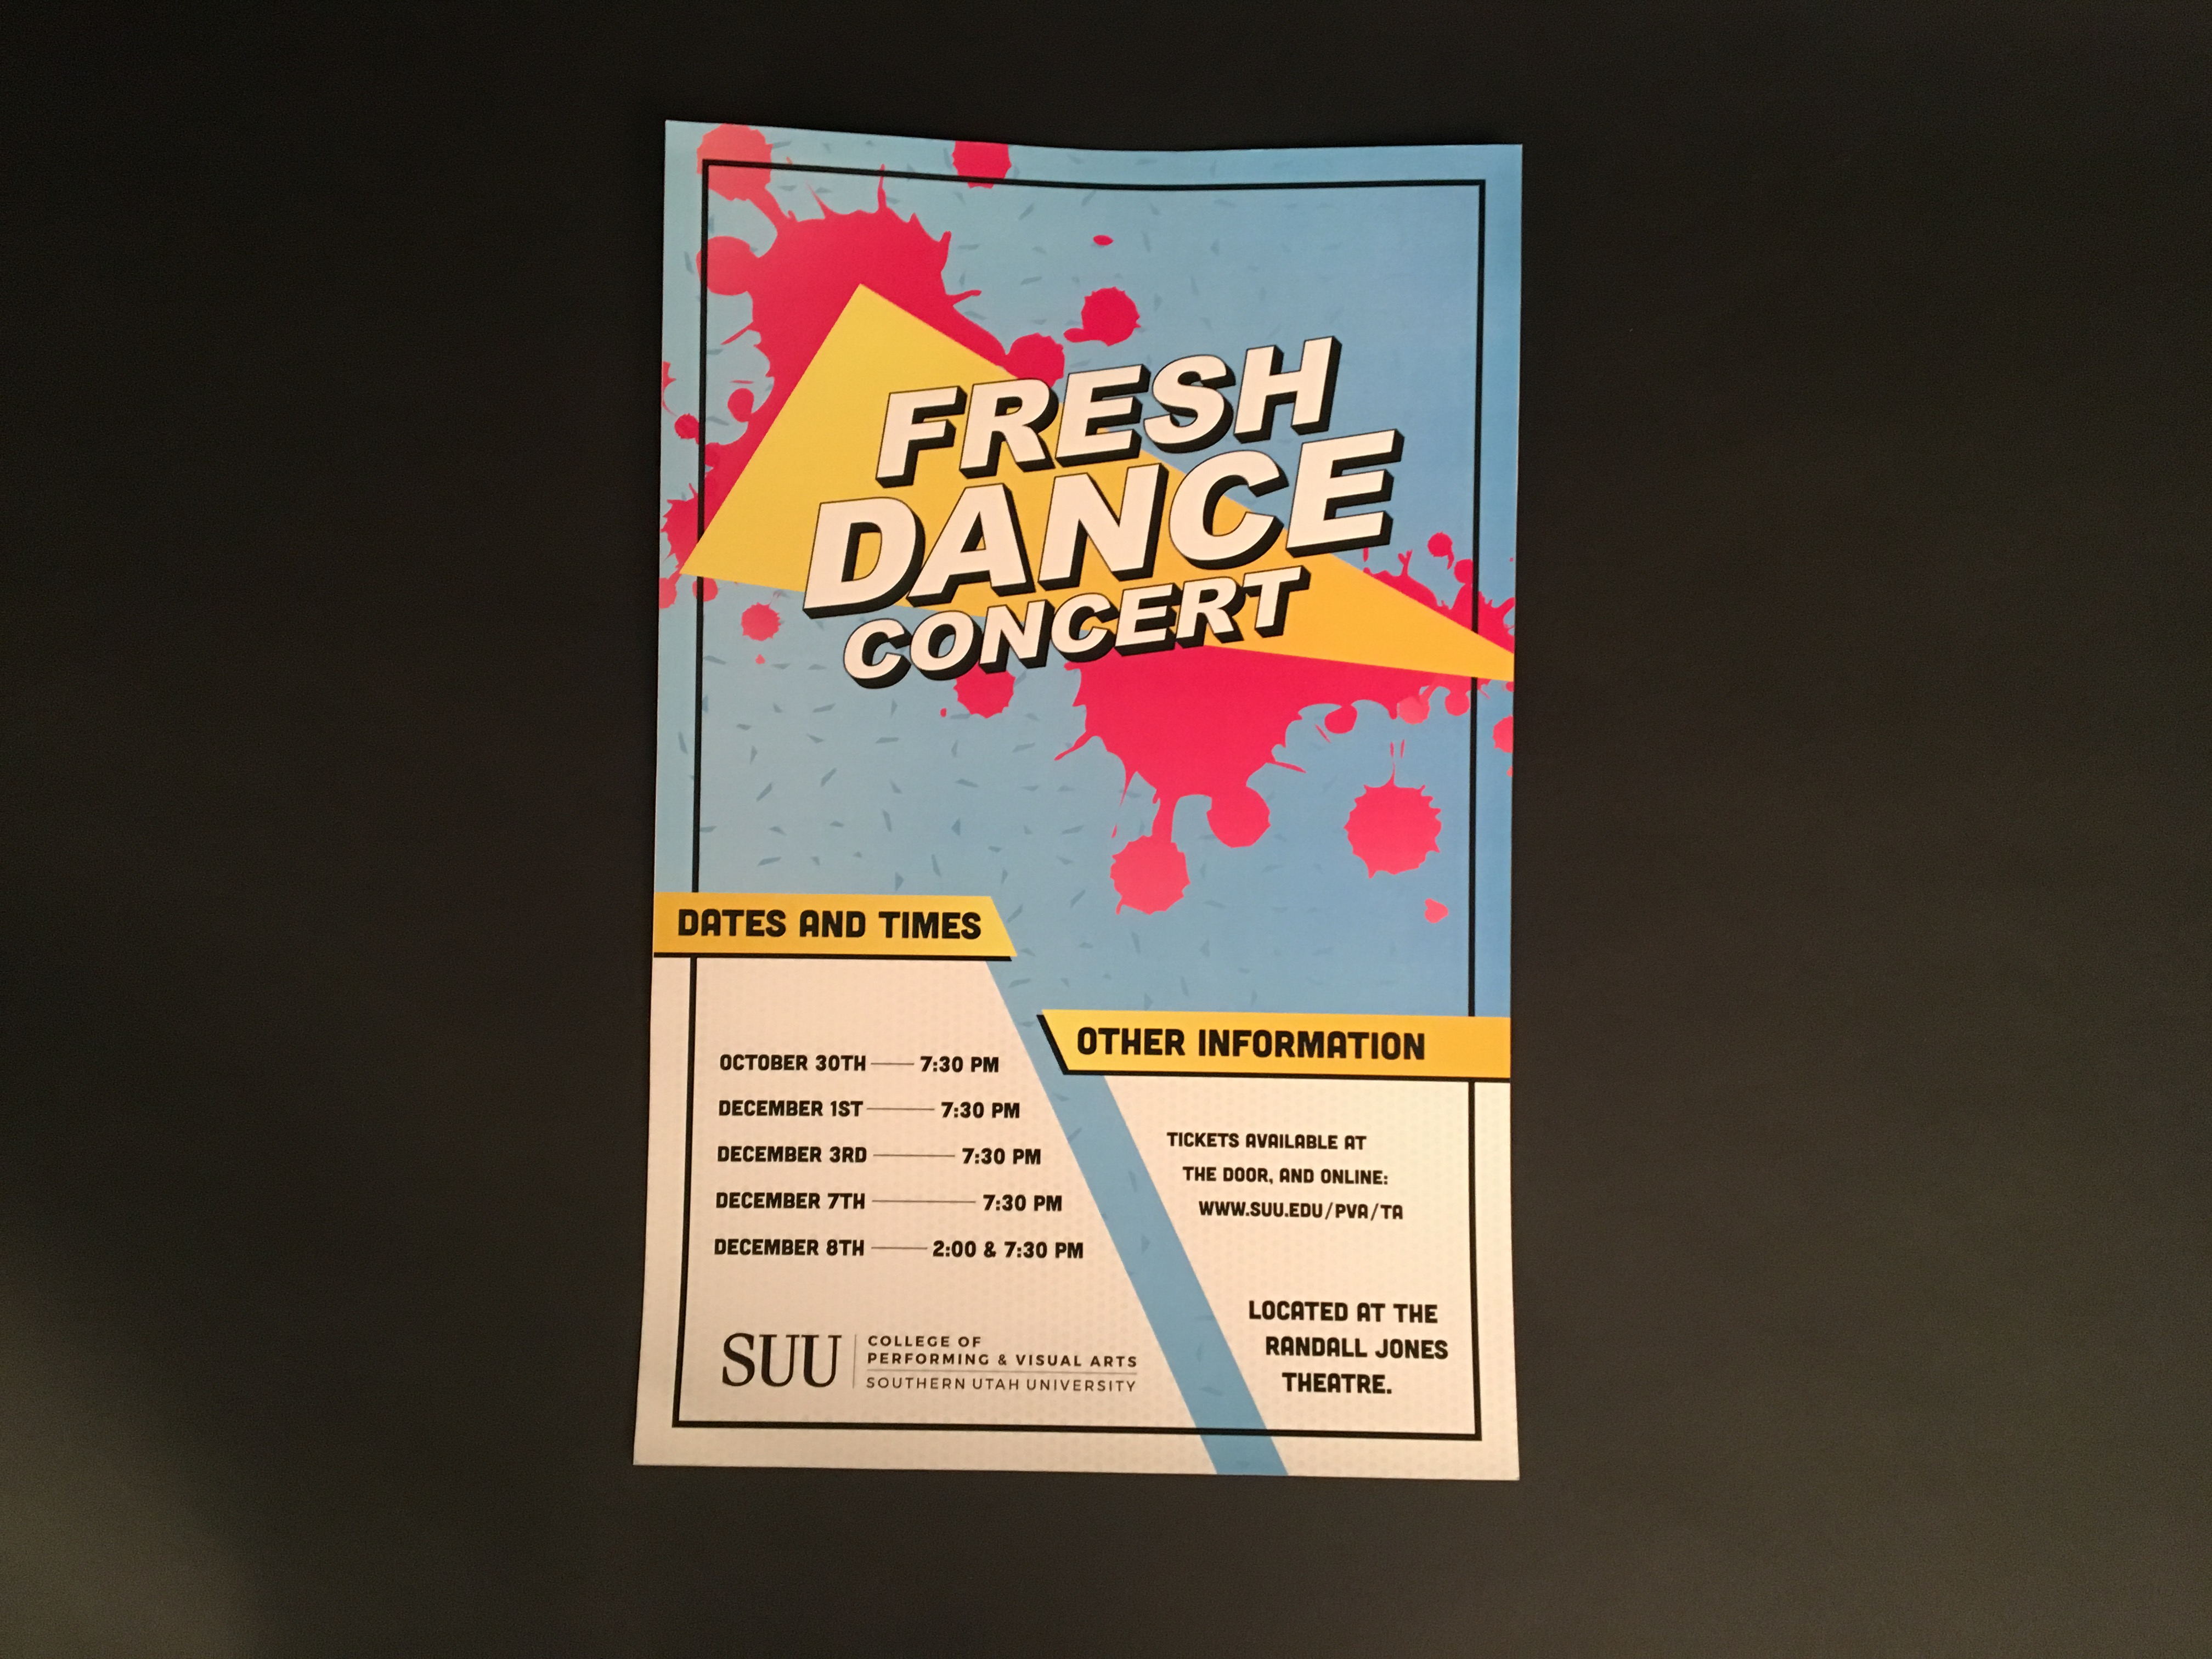 FRESH
DANCE
CONCERT
DATES AND TIMES
OCTOBER 30TH 7:30 PM
DECEMBER 1ST 7:30 PM
DECEMBER 3RD 7:30 PM
DECEMBER 7TH 7:30 PM
DECEMBER 8TH 2:00 & 7:30 PM
SUU
COLLEGE OF
PERFORMING & VISUAL ARTS
SOUTHERN UTAH UNIVERSITY
OTHER INFORMATION
TICKETS AVAILABLE AT
THE DOOR, AND ONLINE:
WWW.SUU.EDU/PVA/TA
LOCATED AT THE
RANDALL JONES
THEATRE.